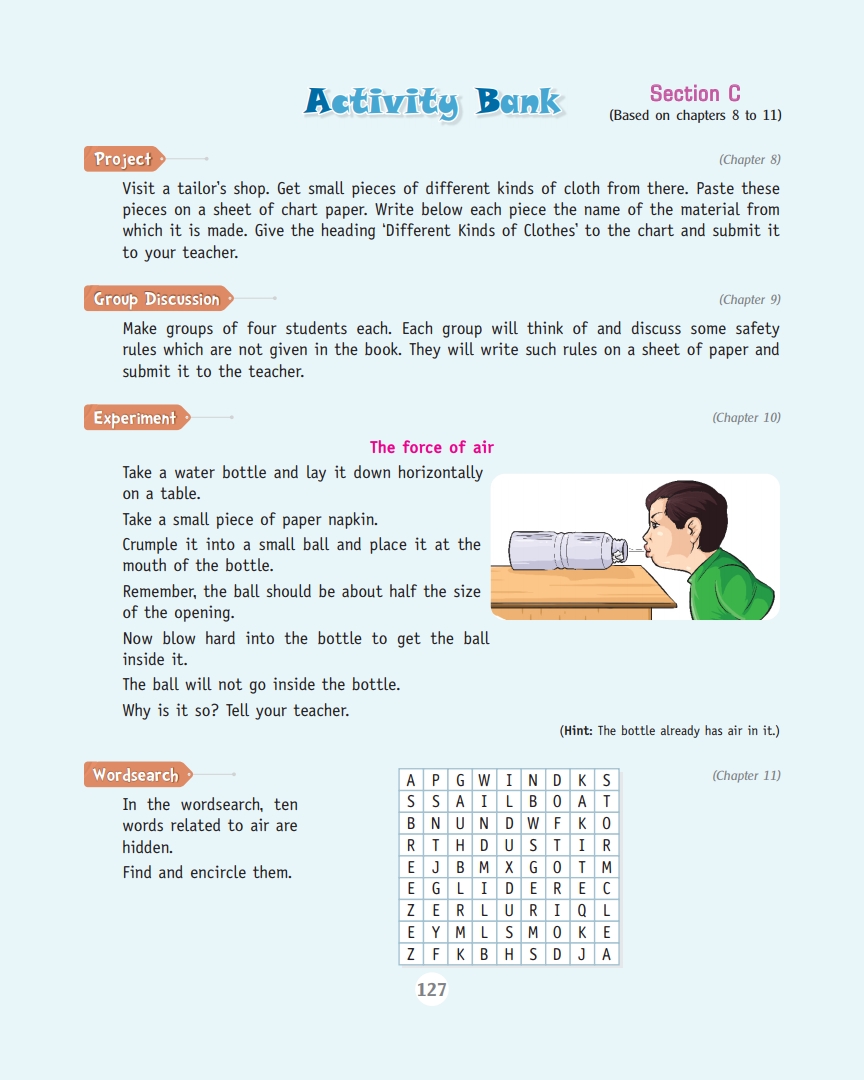 Activity Bank
Section C
(Based on chapters 8 to 11)
Project
(Chapter 8)
Visit a tailor's shop. Get small pieces of different kinds of cloth from there. Paste these
pieces on a sheet of chart paper. Write below each piece the name of the material from
which it is made. Give the heading ‘Different Kinds of Clothes’ to the chart and submit it
to your teacher.
Group Discussion
(Chapter 9)
Make groups of four students each. Each group will think of and discuss some safety
rules which are not given in the book. They will write such rules on a sheet of paper and
submit it to the teacher.
Experiment
(Chapter 10)
The force of air
Take a water bottle and lay it down horizontally
on a table.
Take a small piece of paper napkin.
Crumple it into a small ball and place it at the
mouth of the bottle.
Remember, the ball should be about half the size
of the opening.
Now blow hard into the bottle to get the ball
inside it.
The ball will not go inside the bottle.
Why is it so? Tell your teacher.
(Hint: The bottle already has air in it.)
Wordsearch
(Chapter 11)
In the wordsearch, ten
words related to air are
hidden.
Find and encircle them.
A P G W I N D K S
S S A I L B O A T
B N U N D W F K O
R T H D U S T I R
E J B M X G O T M
E G L I D E R E C
Z E R L U R I Q L
E Y M L S M O K E
Z F K B H S D J A
127